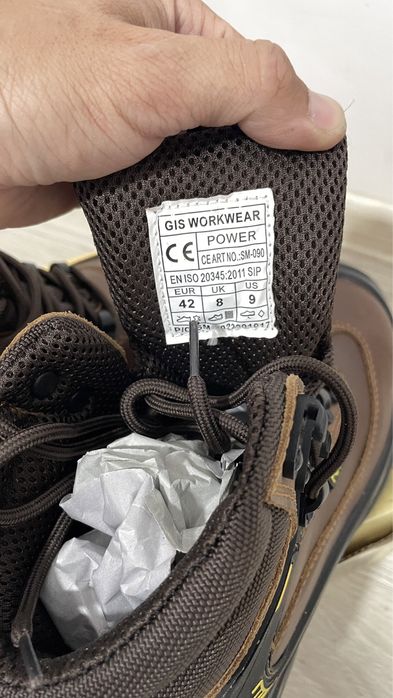 GIS WORKWEAR
CE POWER
CE ART NO.:SM-090
EN ISO 20345:2011 SIP
EUR UK US
42 8 9